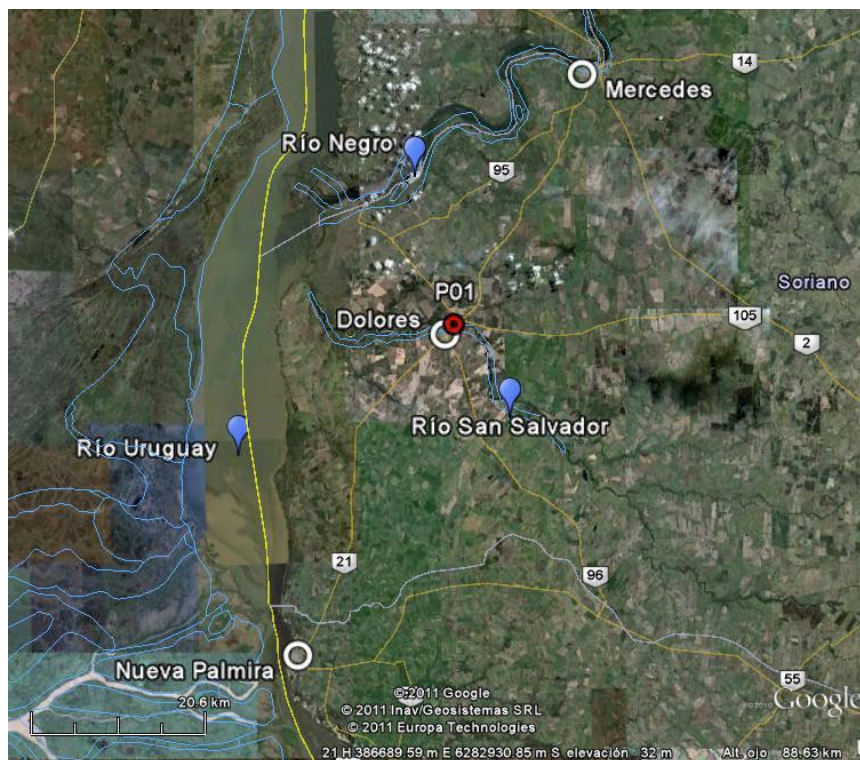 14
Mercedes
Río Negro
95
Soriano
P01
Dolores
105
2
Río San Salvador
Río Uruguay
21
96
Nueva Palmira
55
20.6 km
©2011 Google
© 2011 Inav/Geosistemas SRL
© 2011 Europa Technologies
Google
21 H 386689.59 m E 6282930.85 m S elevación 32 m Alt. ojo 88.63 km